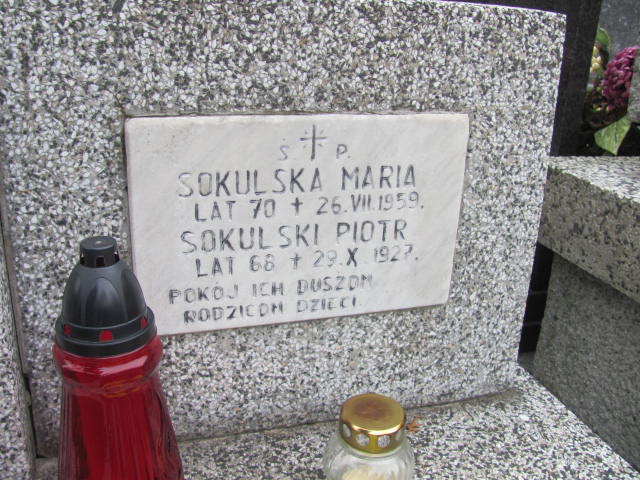 Ś P.
SOKULSKA MARIA
LAT 70 + 26.VII.1959.
SOKULSKI PIOTR
LAT 68 + 29.X.1927.
POKÓJ ICH DUSZOM
RODZICOM DZIECI.